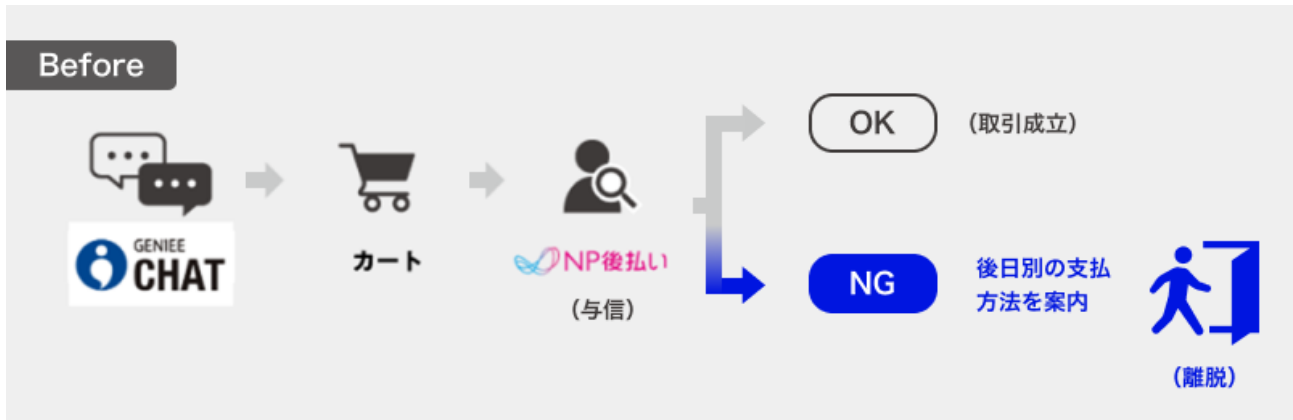 Before
GENIEE
CHAT
カート
NP後払い
（与信）
OK
（取引成立）
NG
後日別の支払
方法を案内
（離脱）